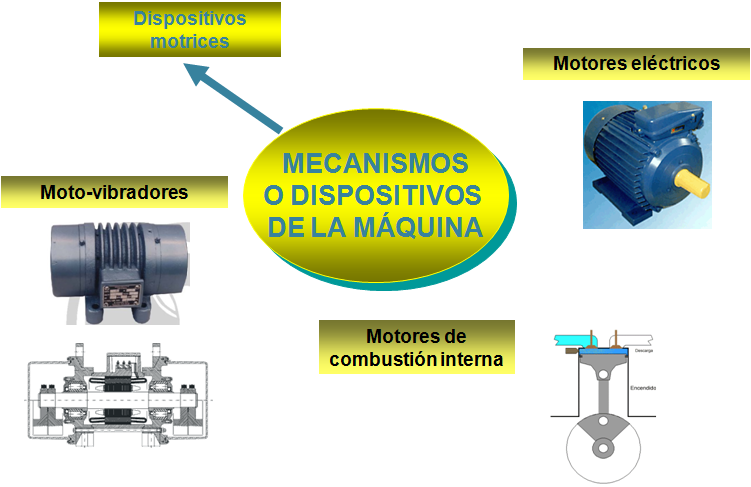 Dispositivos
motrices
Motores eléctricos
MECANISMOS
O DISPOSITIVOS
DE LA MÁQUINA
Moto-vibradores
Motores de
combustión interna
Descarga
Encendido